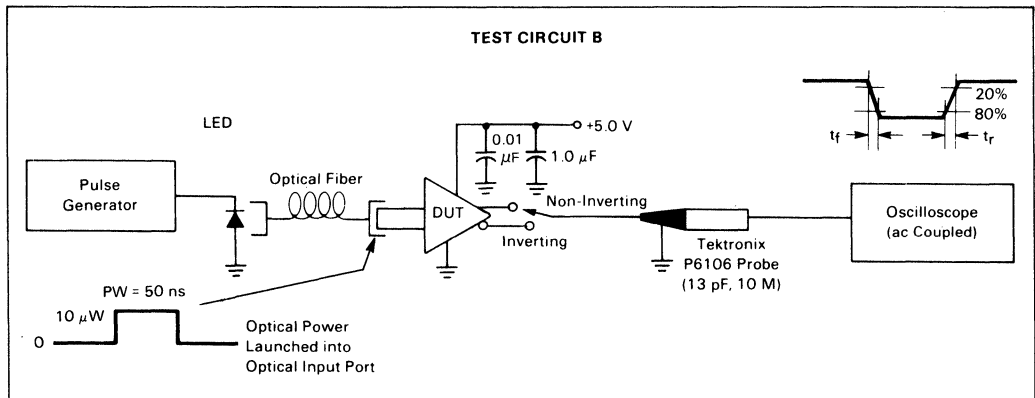 TEST CIRCUIT B
20%
80%
tf
tr
LED
+5.0 V
0.01
μF
1.0 μF
Pulse
Generator
Optical Fiber
DUT
Non-Inverting
Inverting
Oscilloscope
(ac Coupled)
Tektronix
P6106 Probe
(13 pF, 10 M)
PW = 50 ns
10 μW
0
Optical Power
Launched into
Optical Input Port